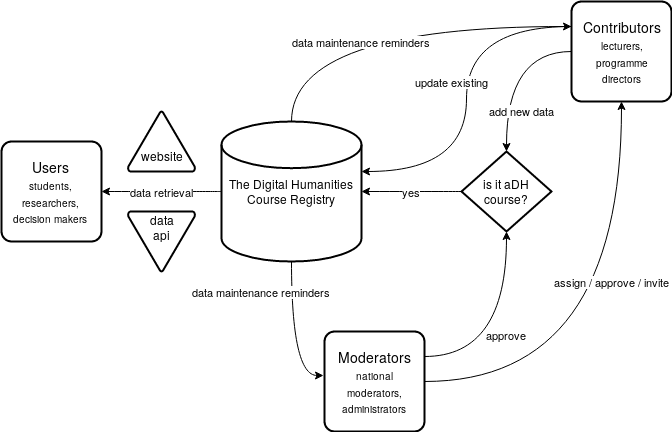 Contributors
lecturers,
programme
directors
data maintenance reminders
update existing
add new data
website
Users
students,
researchers,
decision makers
data retrieval
data
api
The Digital Humanities
Course Registry
yes
is it aDH
course?
data maintenance reminders
assign / approve / invite
approve
Moderators
national
moderators,
administrators